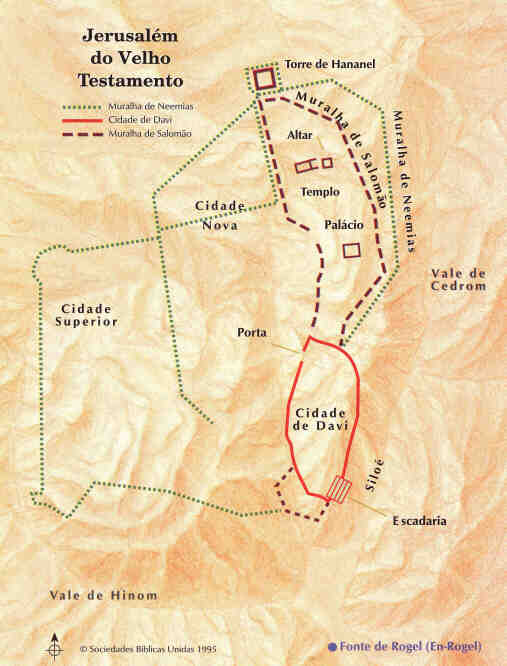 Jerusalém
do Velho
Testamento
Muralha de Neemias
Cidade de Davi
Muralha de Salomão
Torre de Hananel
Muralha de Salomão
Muralha de Neemias
Altar
Templo
Cidade
Nova
Palácio
Vale de
Cedrom
Cidade
Superior
Porta
Cidade
de Davi
Siloé
Escadaria
Vale de Hinom
© Sociedades Bíblicas Unidas 1995
Fonte de Rogel (En-Rogel)